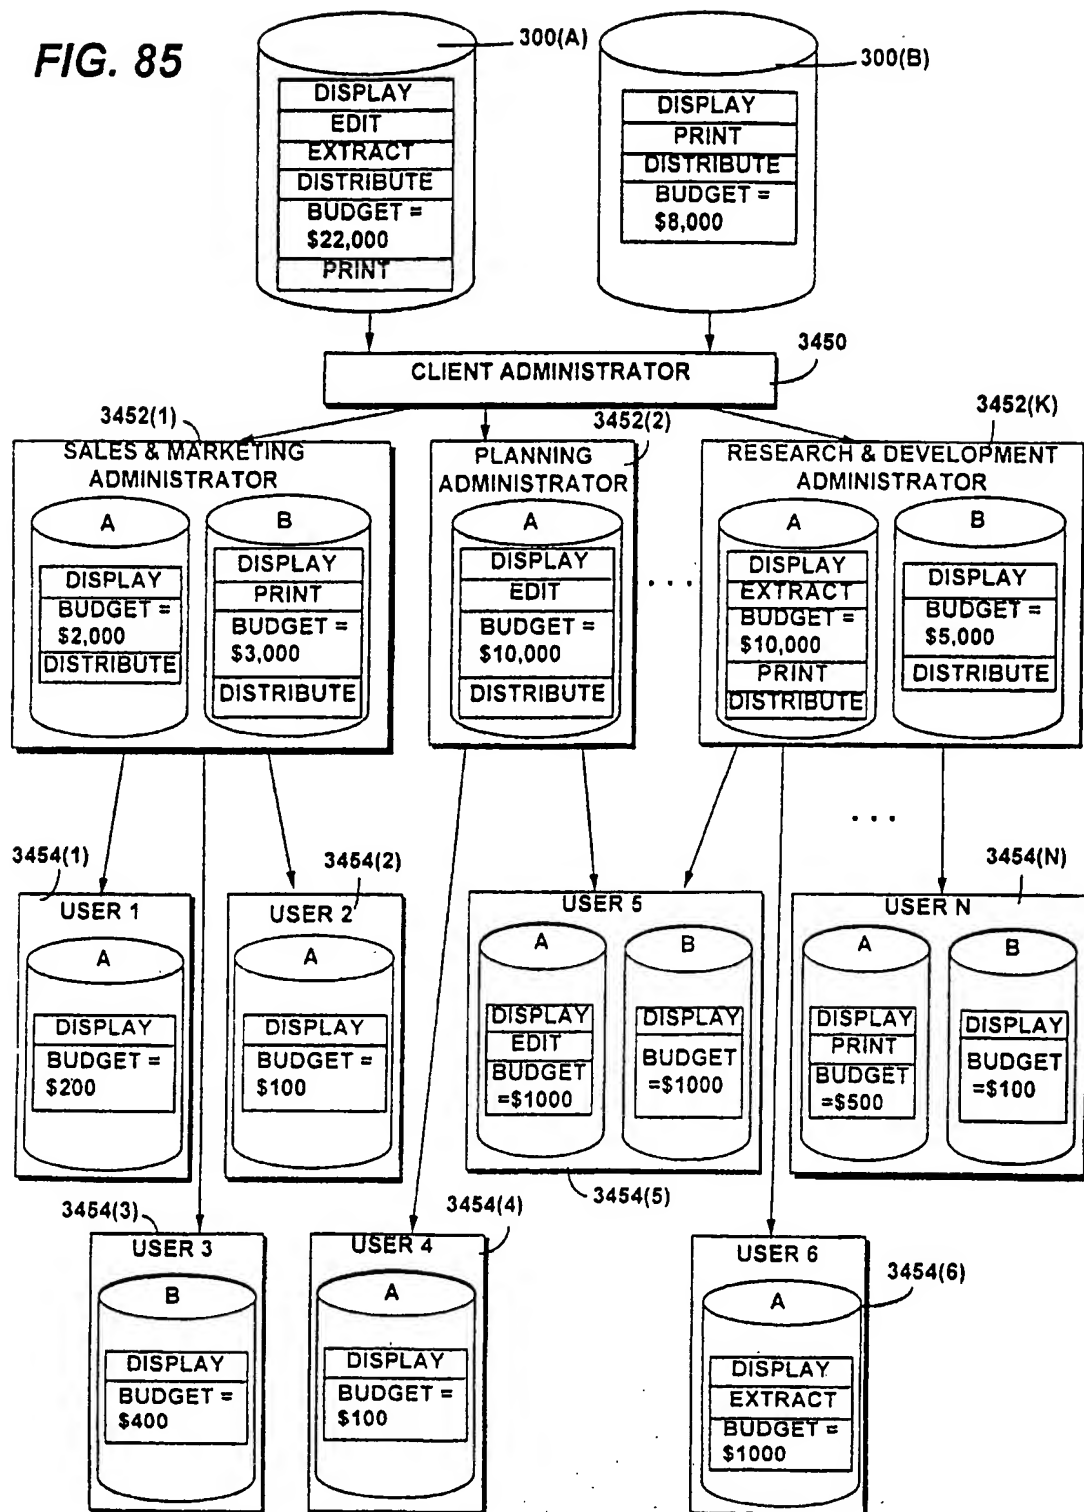 FIG. 85
300(A)
DISPLAY
EDIT
EXTRACT
DISTRIBUTE
BUDGET =
$22,000
PRINT
300(B)
DISPLAY
PRINT
DISTRIBUTE
BUDGET =
$8,000
CLIENT ADMINISTRATOR
3450
3452(1)
SALES & MARKETING
ADMINISTRATOR
A
DISPLAY
BUDGET =
$2,000
DISTRIBUTE
B
DISPLAY
PRINT
BUDGET =
$3,000
DISTRIBUTE
3452(2)
PLANNING
ADMINISTRATOR
A
DISPLAY
EDIT
BUDGET =
$10,000
DISTRIBUTE
. . .
3452(K)
RESEARCH & DEVELOPMENT
ADMINISTRATOR
A
DISPLAY
EXTRACT
BUDGET =
$10,000
PRINT
DISTRIBUTE
B
DISPLAY
BUDGET =
$5,000
DISTRIBUTE
. . .
3454(1)
USER 1
A
DISPLAY
BUDGET =
$200
3454(2)
USER 2
A
DISPLAY
BUDGET =
$100
USER 5
A
DISPLAY
EDIT
BUDGET
=$1000
B
DISPLAY
BUDGET
=$1000
3454(5)
3454(N)
USER N
A
DISPLAY
PRINT
BUDGET
=$500
B
DISPLAY
BUDGET
=$100
3454(3)
USER 3
B
DISPLAY
BUDGET =
$400
3454(4)
USER 4
A
DISPLAY
BUDGET =
$100
3454(6)
USER 6
A
DISPLAY
EXTRACT
BUDGET =
$1000